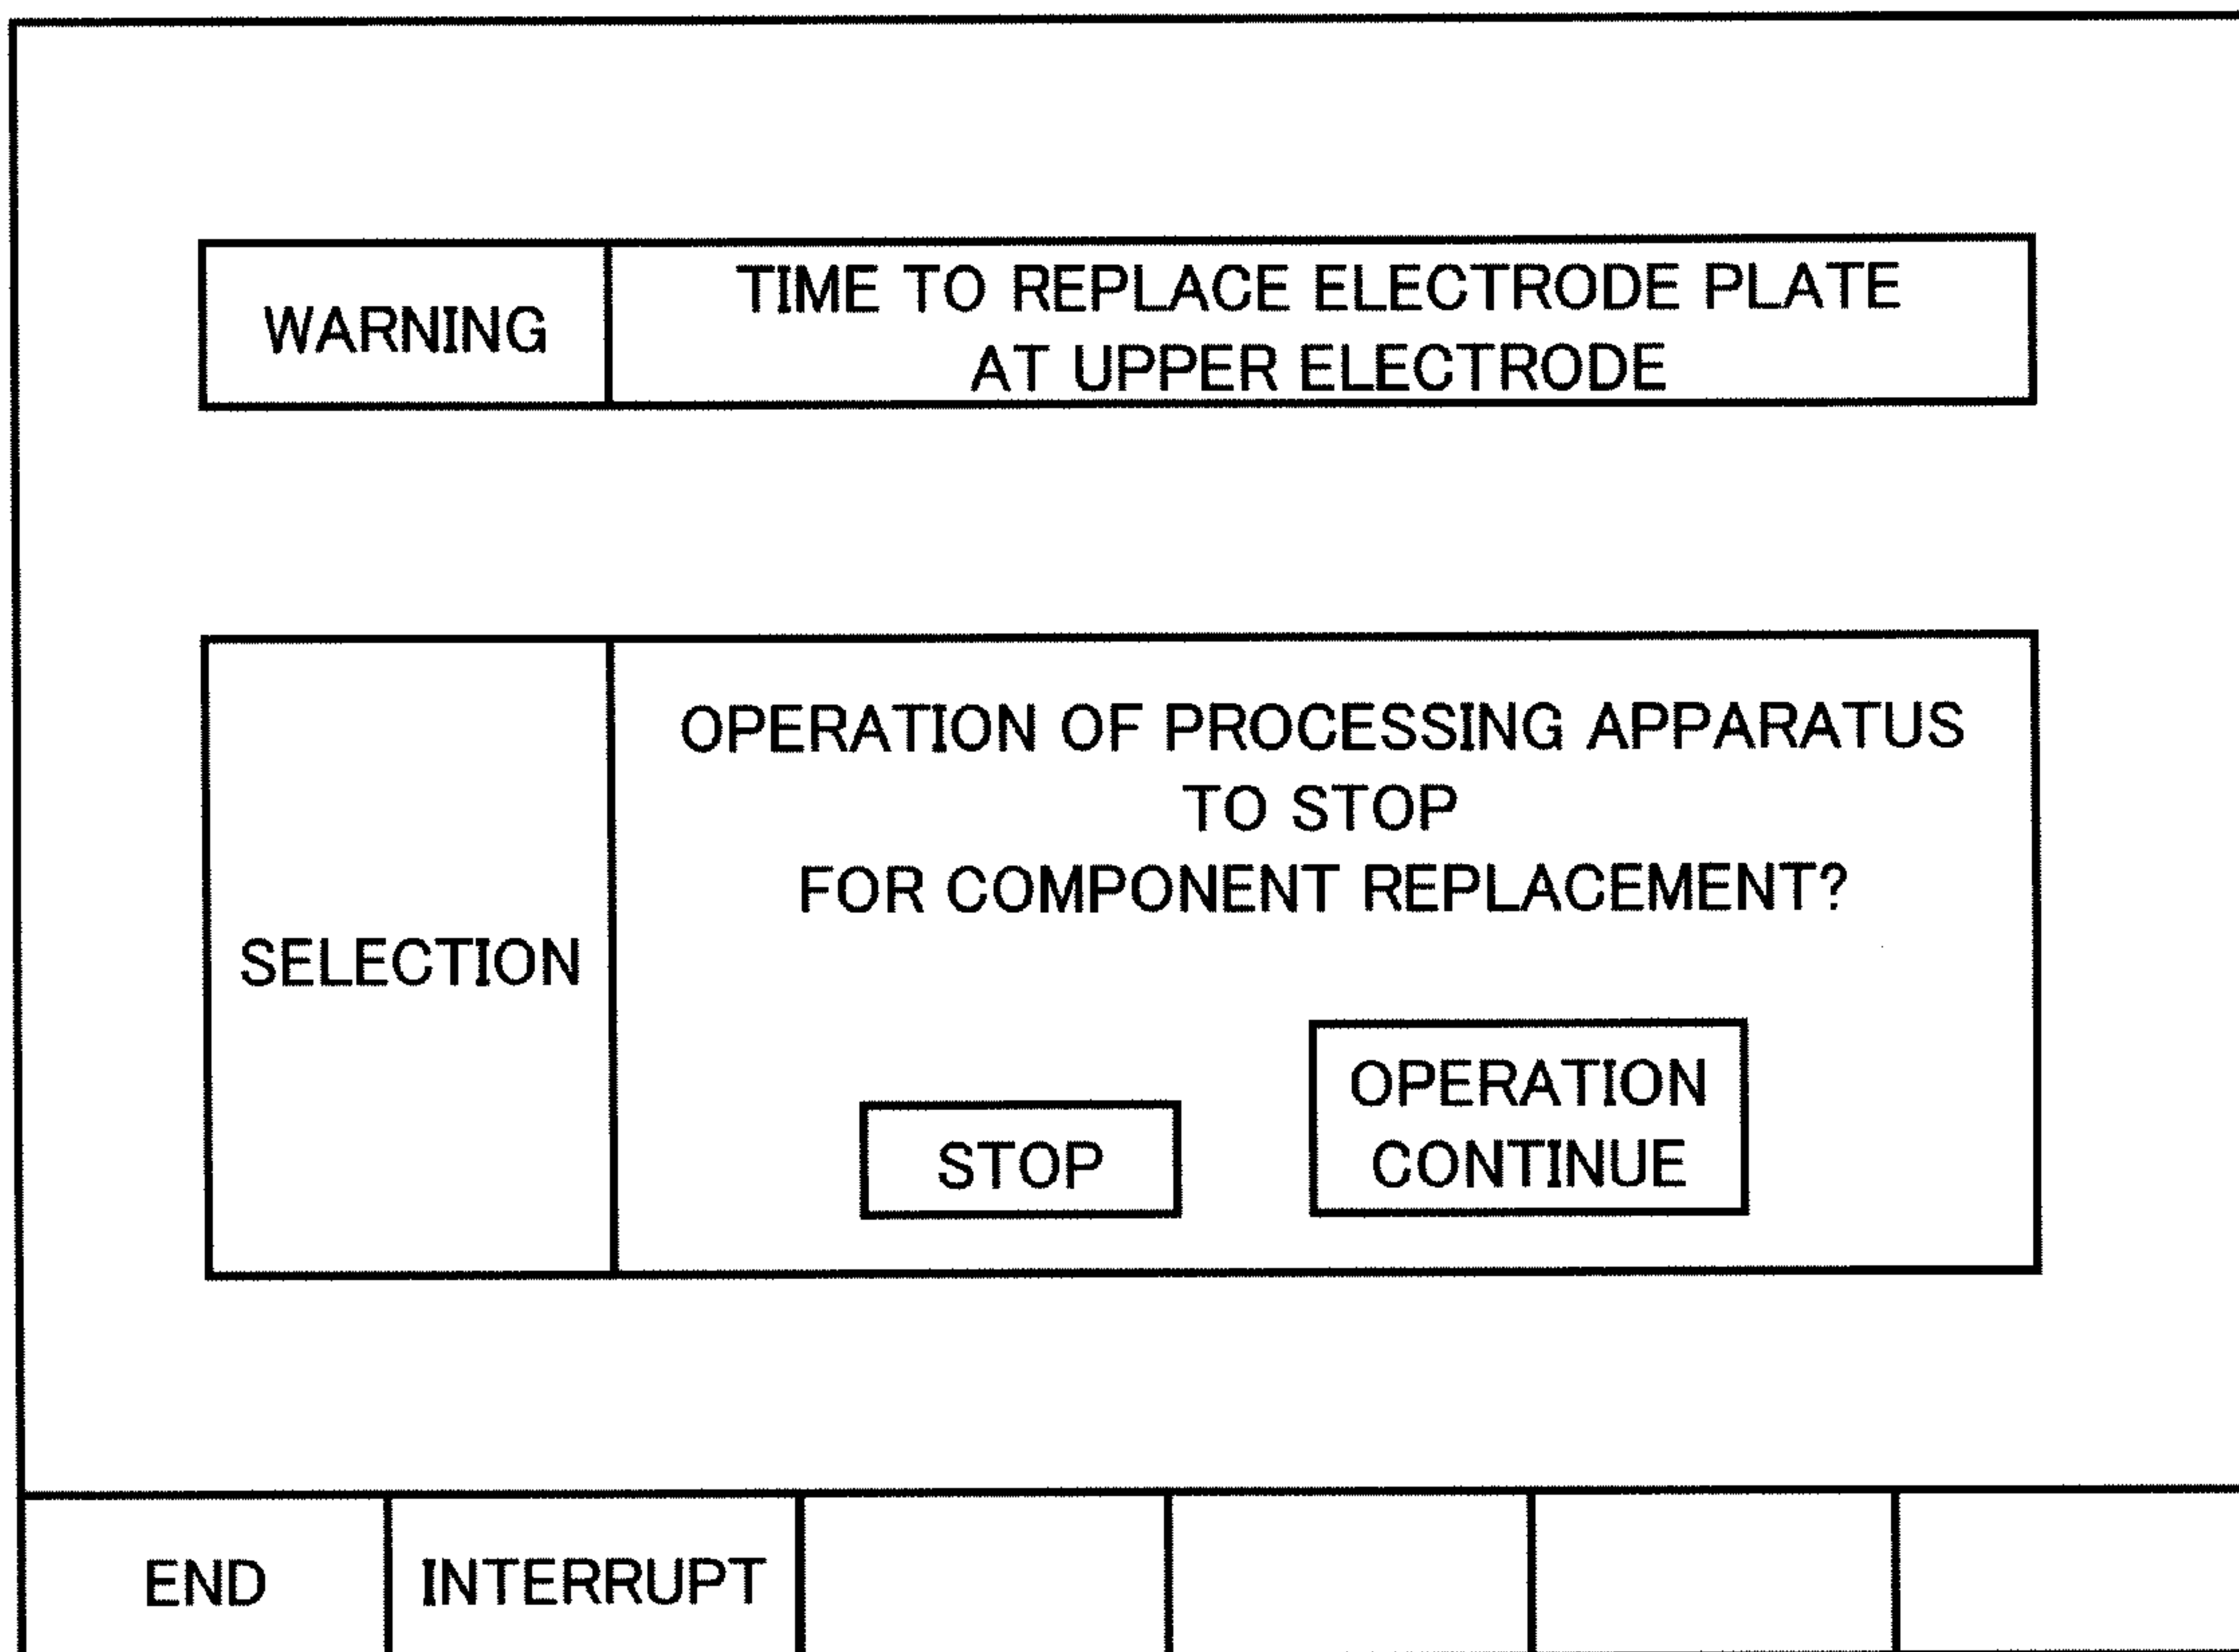 WARNING
TIME TO REPLACE ELECTRODE PLATE
AT UPPER ELECTRODE
SELECTION
OPERATION OF PROCESSING APPARATUS
TO STOP
FOR COMPONENT REPLACEMENT?
STOP
OPERATION
CONTINUE
END
INTERRUPT